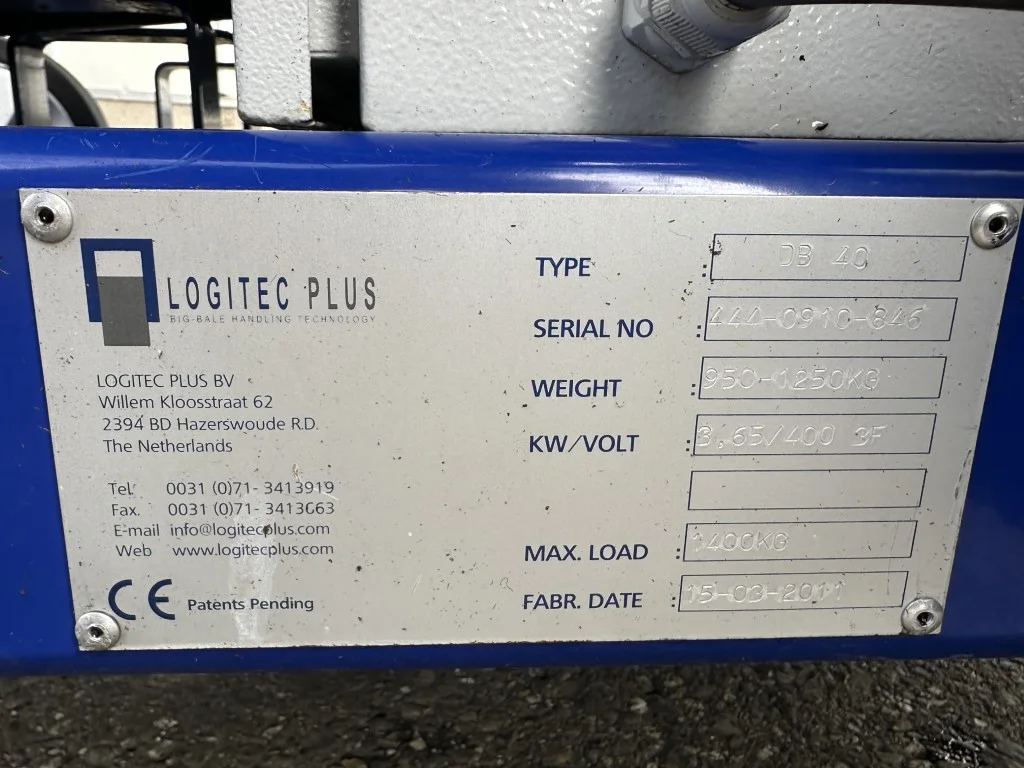 LOGITEC PLUS
BIG-BALE HANDLING TECHNOLOGY
LOGITEC PLUS BV
Willem Kloosstraat 62
2394 BD Hazerswoude R.D.
The Netherlands
Tel. 0031 (0)71- 3413919
Fax. 0031 (0)71- 3413663
E-mail info@logitecplus.com
Web www.logitecplus.com
CE Patents Pending
TYPE : DB 40
SERIAL NO : 444-0910-846
WEIGHT : 950-1250KG
KW/VOLT : 3,65/400 3F
MAX. LOAD : 1400KG
FABR. DATE : 15-03-2011